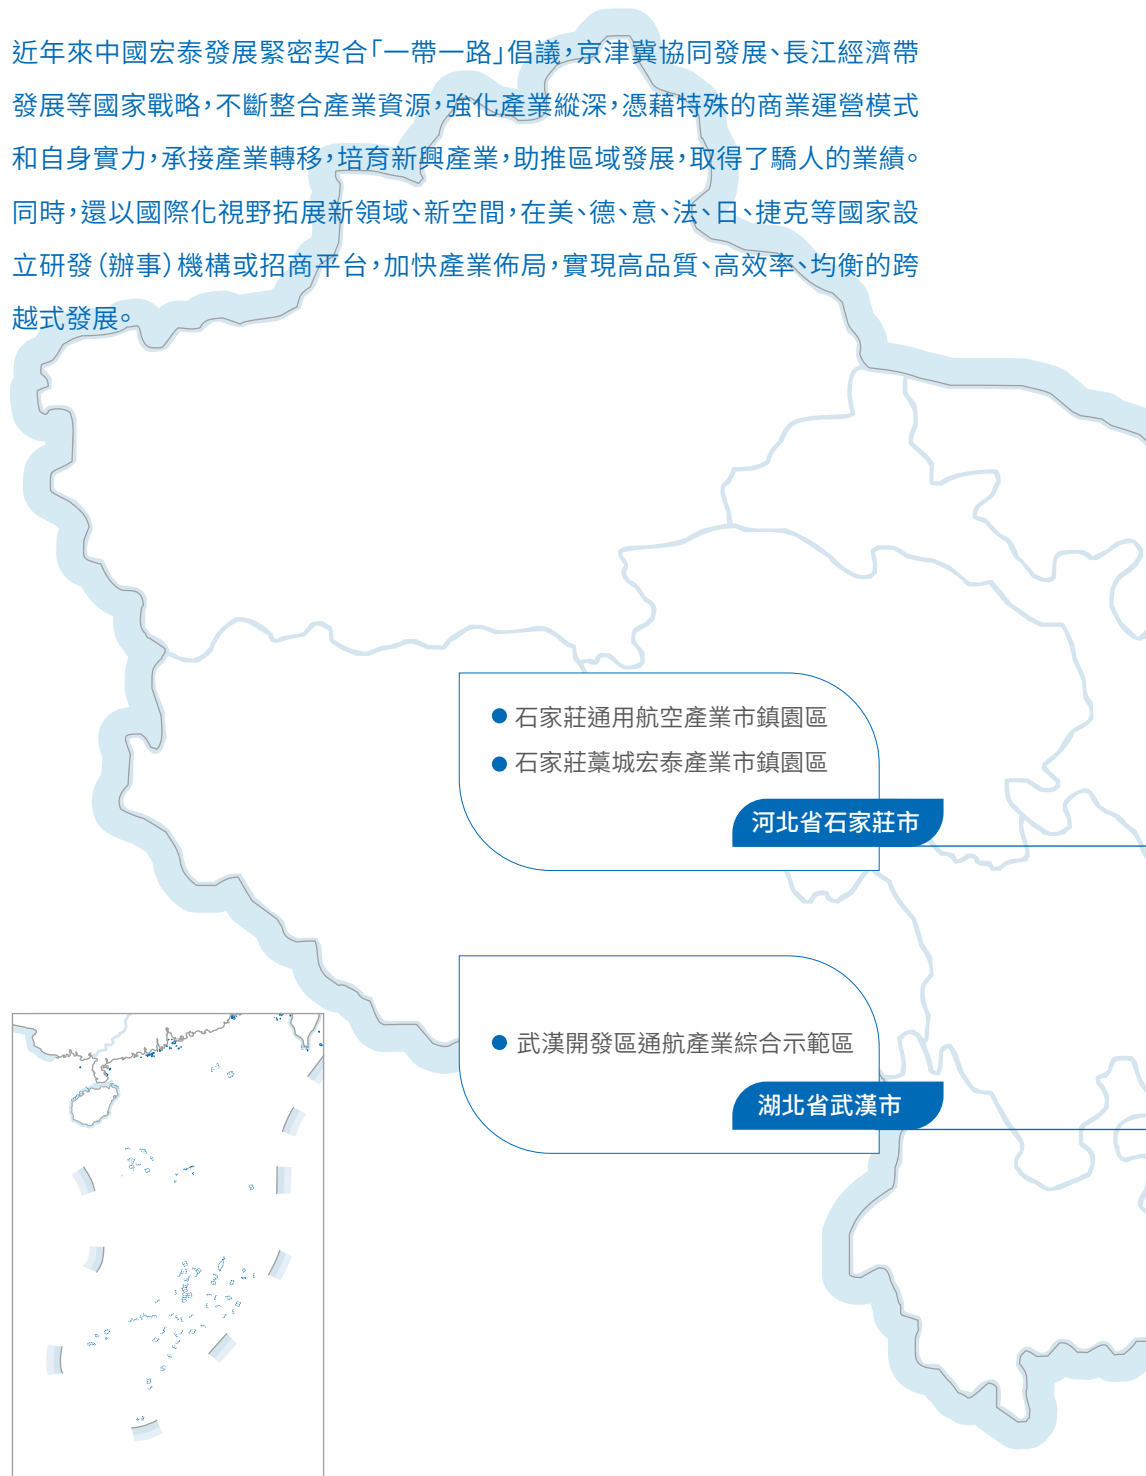 近年來中國宏泰發展緊密契合「一帶一路」倡議，京津冀協同發展、長江經濟帶
發展等國家戰略，不斷整合產業資源，強化產業縱深，憑藉特殊的商業運營模式
和自身實力，承接產業轉移，培育新興產業，助推區域發展，取得了驕人的業績。
同時，還以國際化視野拓展新領域、新空間，在美、德、意、法、日、捷克等國家設
立研發（辦事）機構或招商平台，加快產業佈局，實現高品質、高效率、均衡的跨
越式發展。
石家莊通用航空產業市鎮園區
石家莊藁城宏泰產業市鎮園區
河北省石家莊市
武漢開發區通航產業綜合示範區
湖北省武漢市